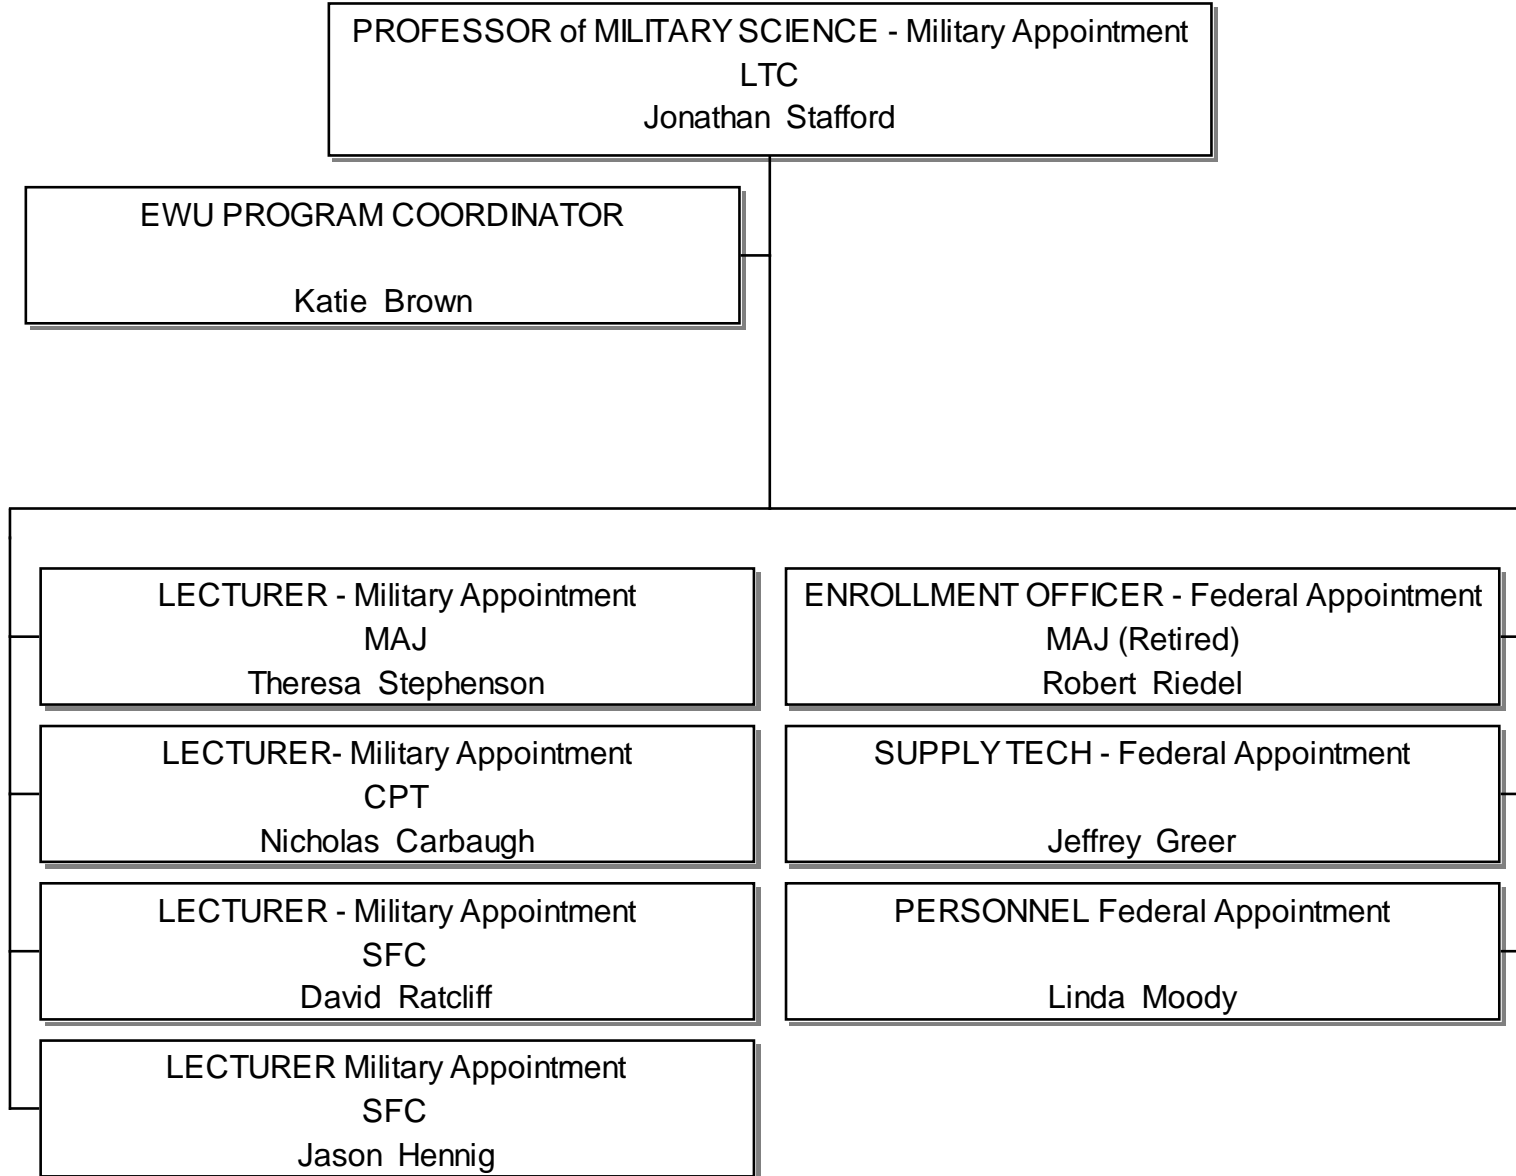 PROFESSOR of MILITARY SCIENCE - Military Appointment
LTC
Jonathan Stafford
EWU PROGRAM COORDINATOR
Katie Brown
LECTURER - Military Appointment
MAJ
Theresa Stephenson
LECTURER- Military Appointment
CPT
Nicholas Carbaugh
LECTURER - Military Appointment
SFC
David Ratcliff
LECTURER Military Appointment
SFC
Jason Hennig
ENROLLMENT OFFICER - Federal Appointment
MAJ (Retired)
Robert Riedel
SUPPLY TECH - Federal Appointment
Jeffrey Greer
PERSONNEL Federal Appointment
Linda Moody